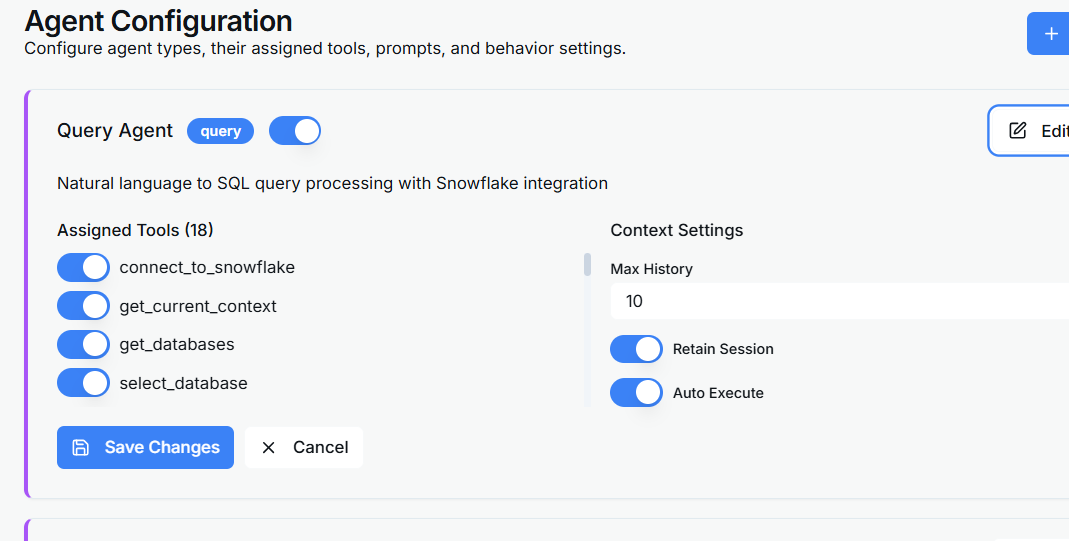 Agent Configuration
Configure agent types, their assigned tools, prompts, and behavior settings.
+
Query Agent query
Edit
Natural language to SQL query processing with Snowflake integration
Assigned Tools (18)
connect_to_snowflake
get_current_context
get_databases
select_database
Context Settings
Max History
10
Retain Session
Auto Execute
Save Changes
Cancel